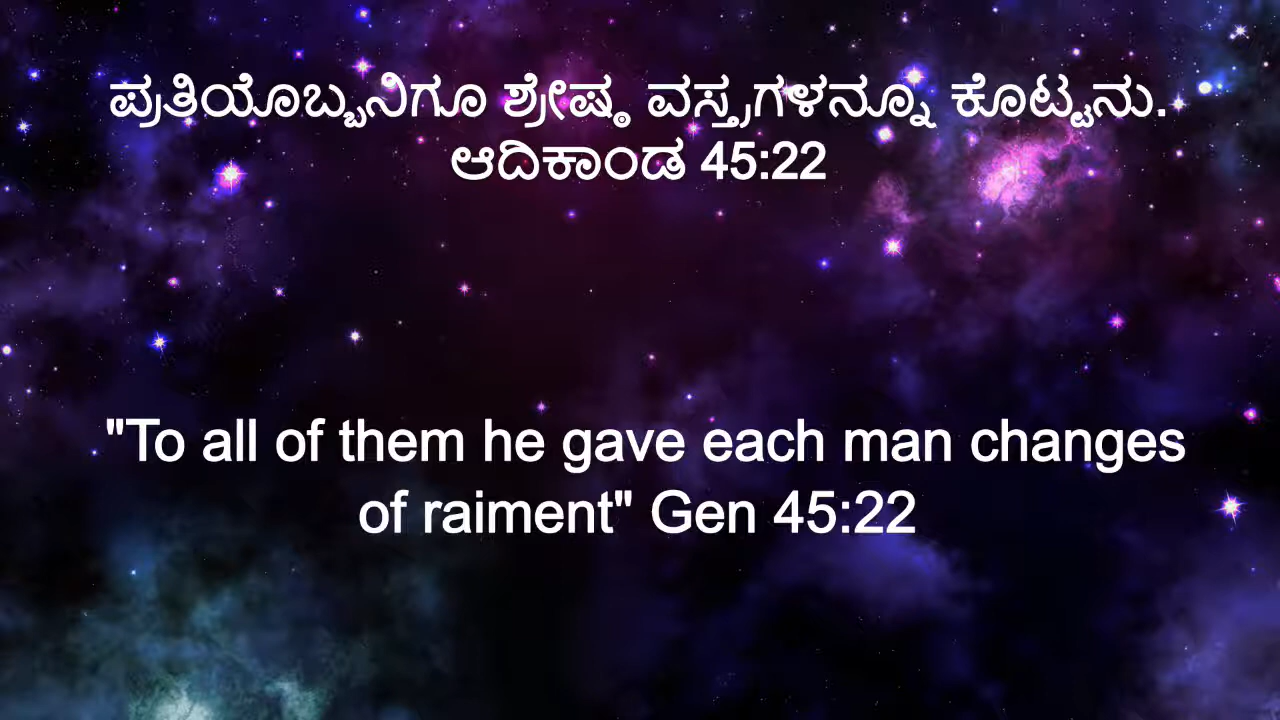 ಪ್ರತಿಯೊಬ್ಬನಿಗೂ ಶ್ರೇಷ್ಠ ವಸ್ತ್ರಗಳನ್ನೂ ಕೊಟ್ಟನು.
ಆದಿಕಾಂಡ 45:22
"To all of them he gave each man changes
of raiment" Gen 45:22